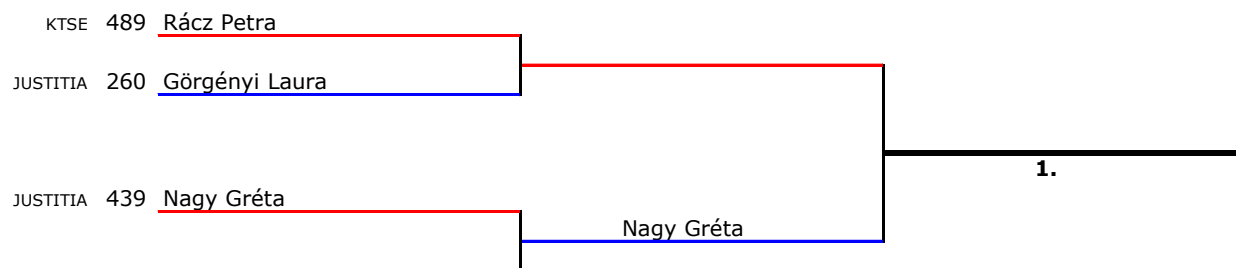 KTSE 489 Rácz Petra
JUSTITIA 260 Görgényi Laura
1.
JUSTITIA 439 Nagy Gréta
Nagy Gréta